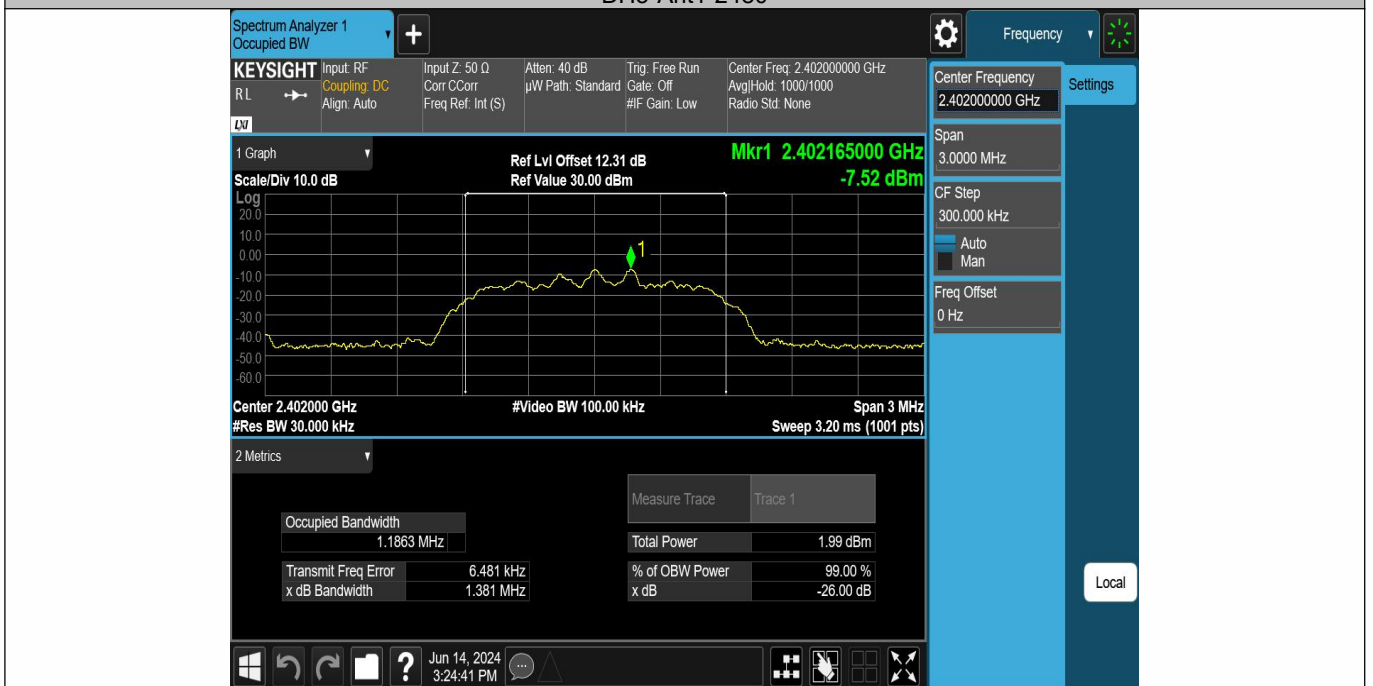 Spectrum Analyzer 1
Occupied BW
+
Frequency
KEYSIGHT
R L
LXI
Input: RF
Coupling: DC
Align: Auto
Input Z: 50 Ω
Corr CCorr
Freq Ref: Int (S)
Atten: 40 dB
µW Path: Standard
Trig: Free Run
Gate: Off
#IF Gain: Low
Center Freq: 2.402000000 GHz
Avg|Hold: 1000/1000
Radio Std: None
Center Frequency
2.402000000 GHz
Settings
Span
3.0000 MHz
CF Step
300.000 kHz
Auto
Man
Freq Offset
0 Hz
Local
1 Graph
Scale/Div 10.0 dB
Ref Lvl Offset 12.31 dB
Ref Value 30.00 dBm
Mkr1 2.402165000 GHz
-7.52 dBm
Log
20.0
10.0
0.00
-10.0
-20.0
-30.0
-40.0
-50.0
-60.0
1
Center 2.402000 GHz
#Res BW 30.000 kHz
#Video BW 100.00 kHz
Span 3 MHz
Sweep 3.20 ms (1001 pts)
2 Metrics
Measure Trace Trace 1
Occupied Bandwidth
1.1863 MHz
Total Power 1.99 dBm
Transmit Freq Error 6.481 kHz
% of OBW Power 99.00 %
x dB Bandwidth 1.381 MHz
x dB -26.00 dB
?
Jun 14, 2024
3:24:41 PM